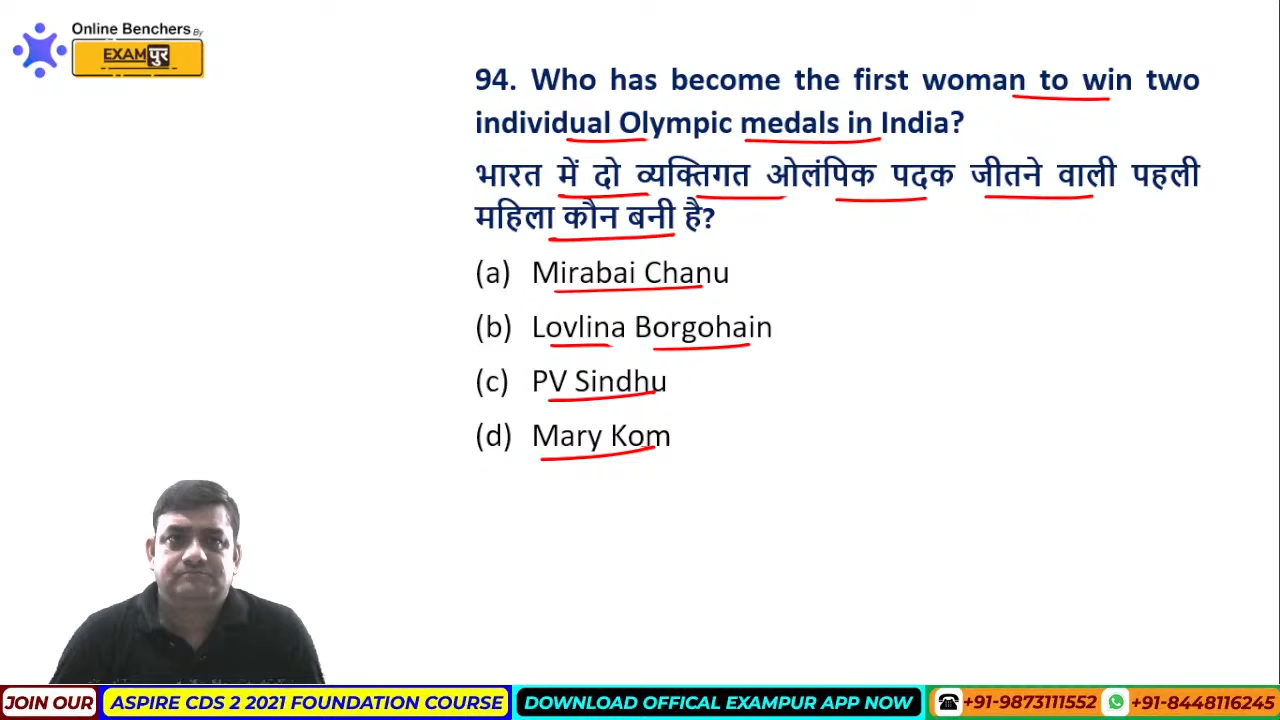 Online Benchers By
EXAMपुर
94. Who has become the first woman to win two
individual Olympic medals in India?
भारत में दो व्यक्तिगत ओलंपिक पदक जीतने वाली पहली
महिला कौन बनी है?
(a) Mirabai Chanu
(b) Lovlina Borgohain
(c) PV Sindhu
(d) Mary Kom
JOIN OUR ASPIRE CDS 2 2021 FOUNDATION COURSE DOWNLOAD OFFICAL EXAMPUR APP NOW +91-9873111552 +91-8448116245